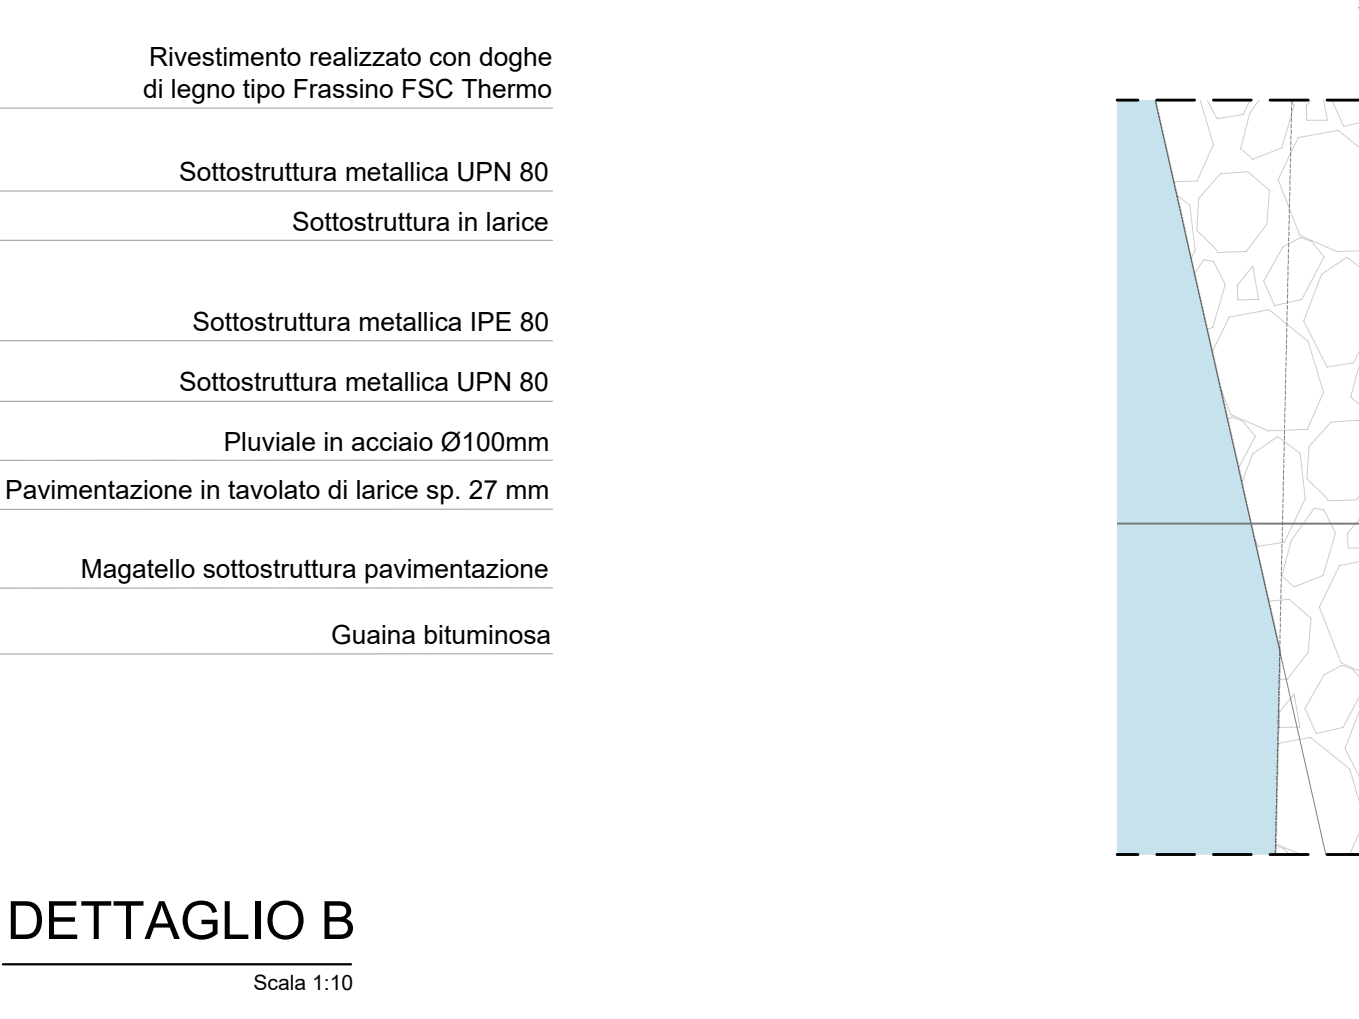 Rivestimento realizzato con doghe
di legno tipo Frassino FSC Thermo
Sottostruttura metallica UPN 80
Sottostruttura in larice
Sottostruttura metallica IPE 80
Sottostruttura metallica UPN 80
Pluviale in acciaio Ø100mm
Pavimentazione in tavolato di larice sp. 27 mm
Magatello sottostruttura pavimentazione
Guaina bituminosa
DETTAGLIO B
Scala 1:10